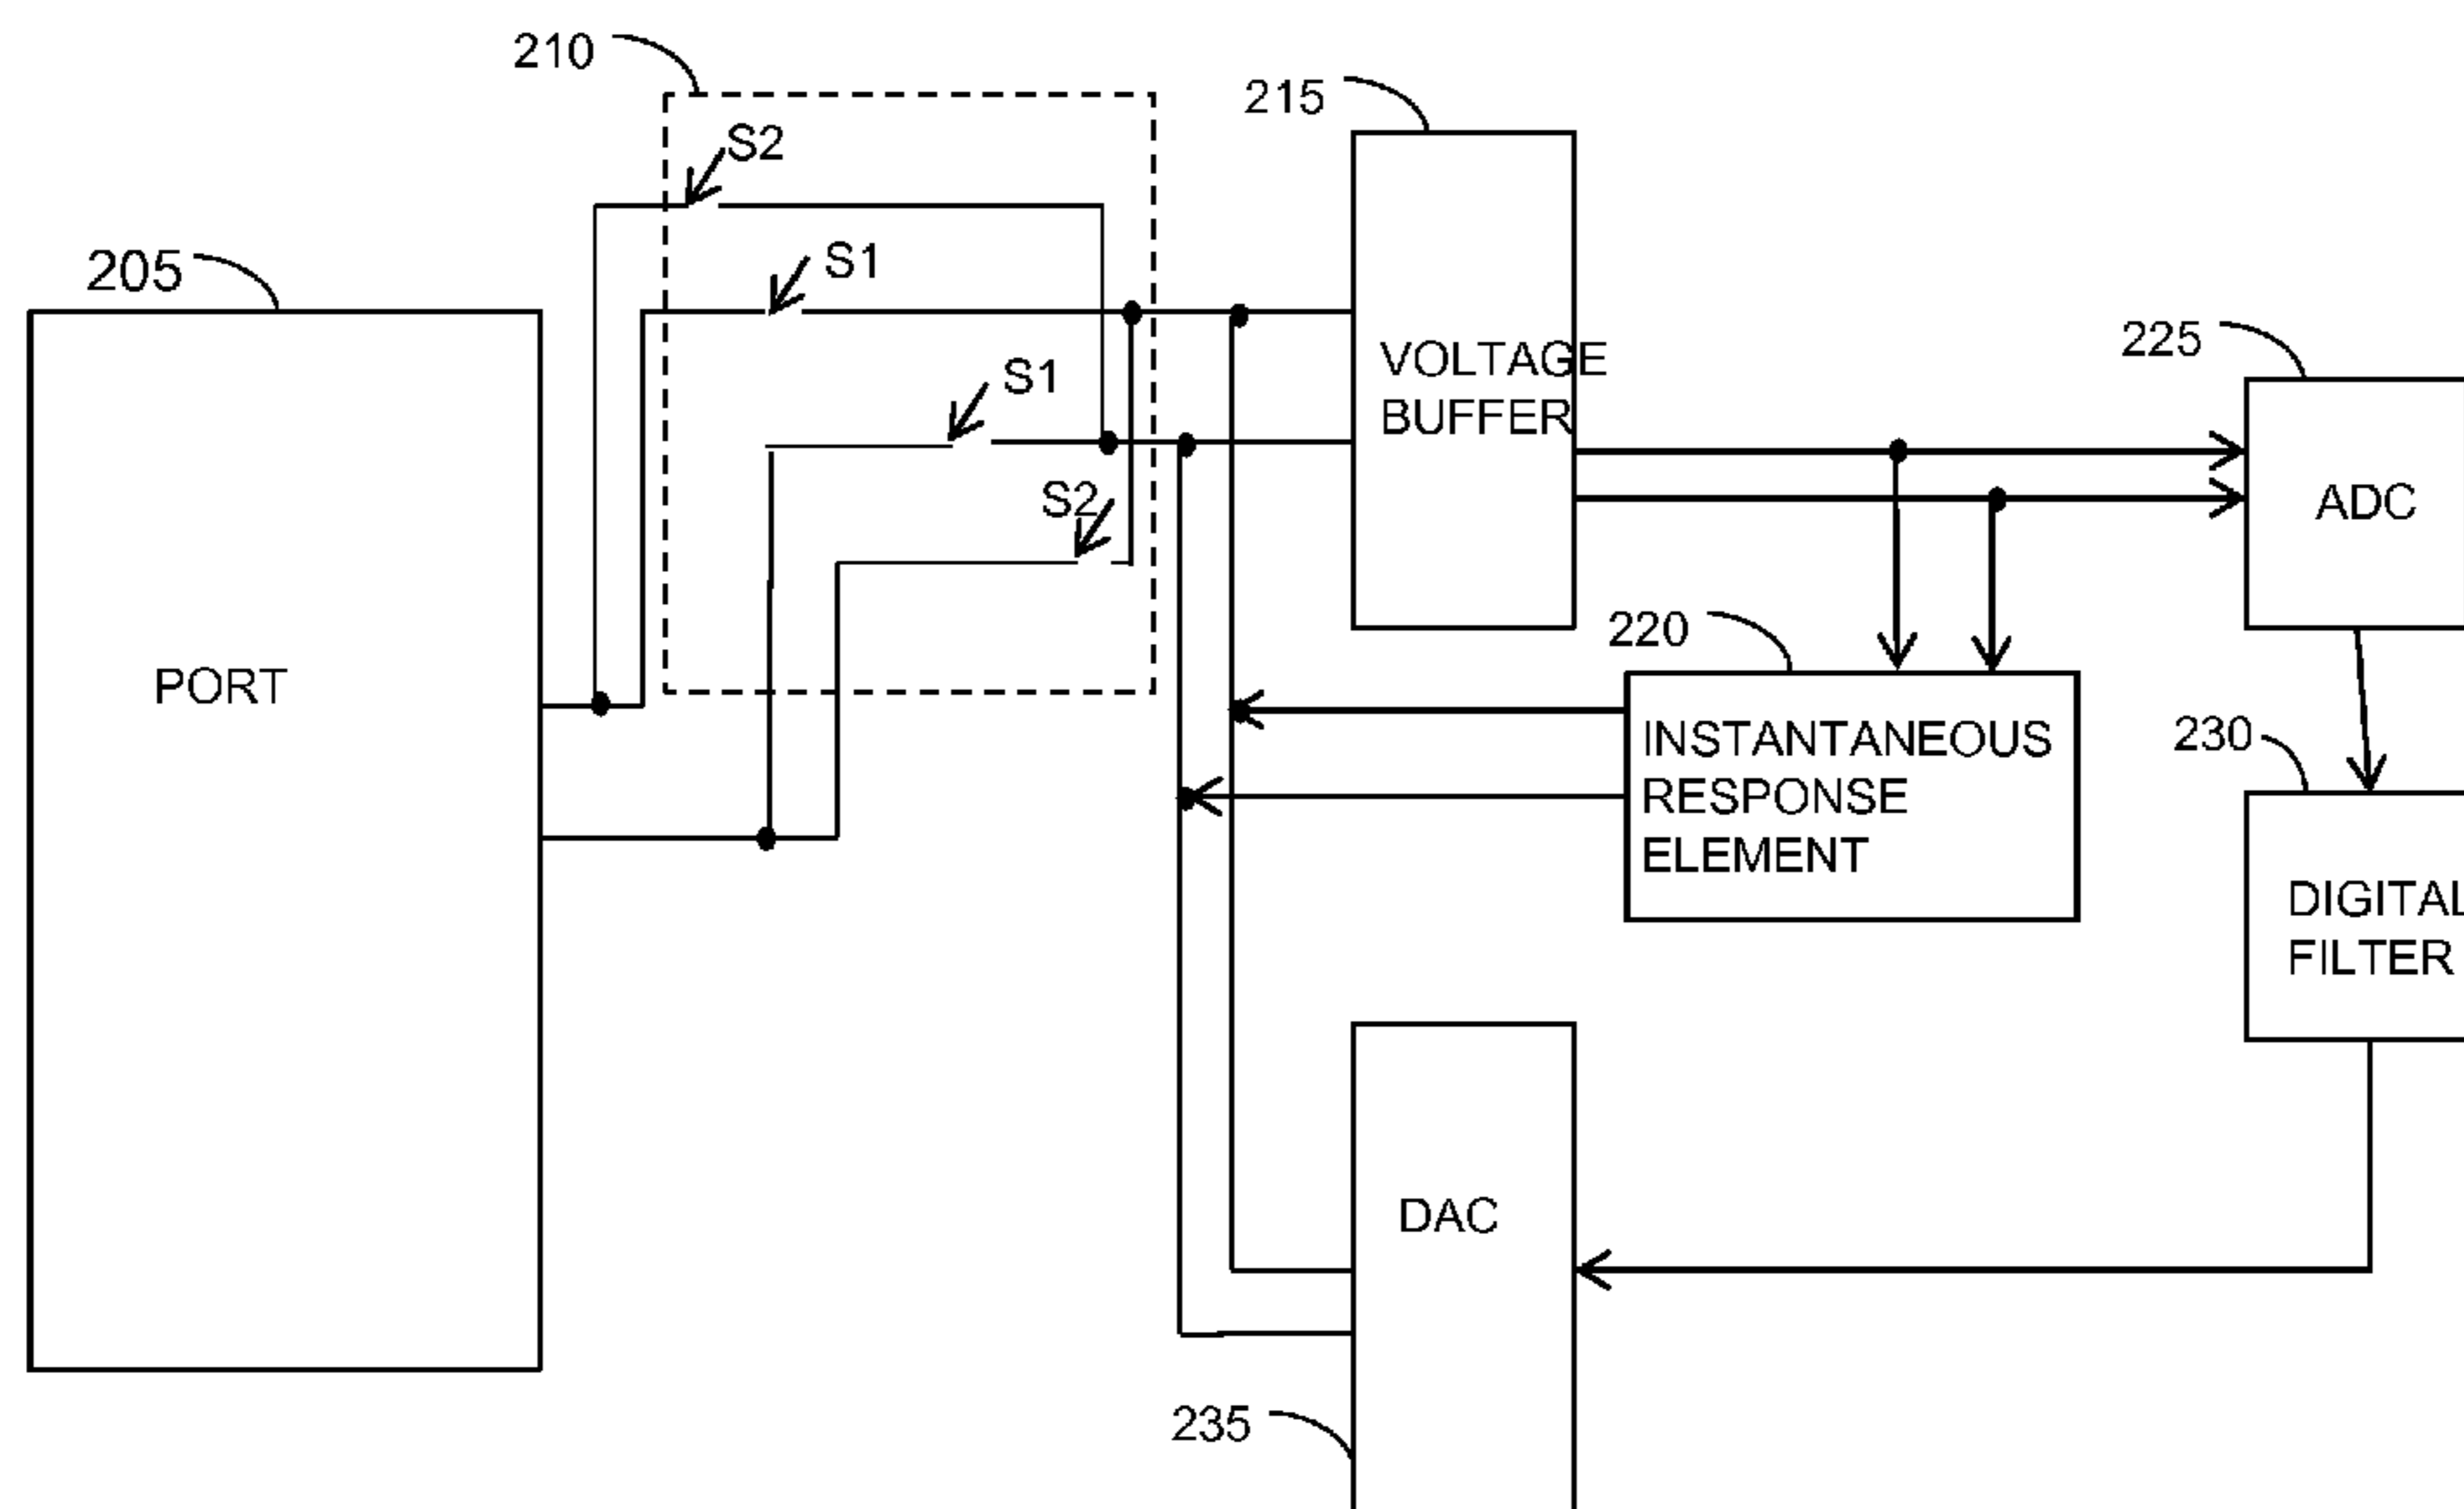 210
S2
215
205
S1
S1
VOLTAGE
BUFFER
225
ADC
S2
220
PORT
INSTANTANEOUS
RESPONSE
ELEMENT
230
DIGITAL
FILTER
DAC
235